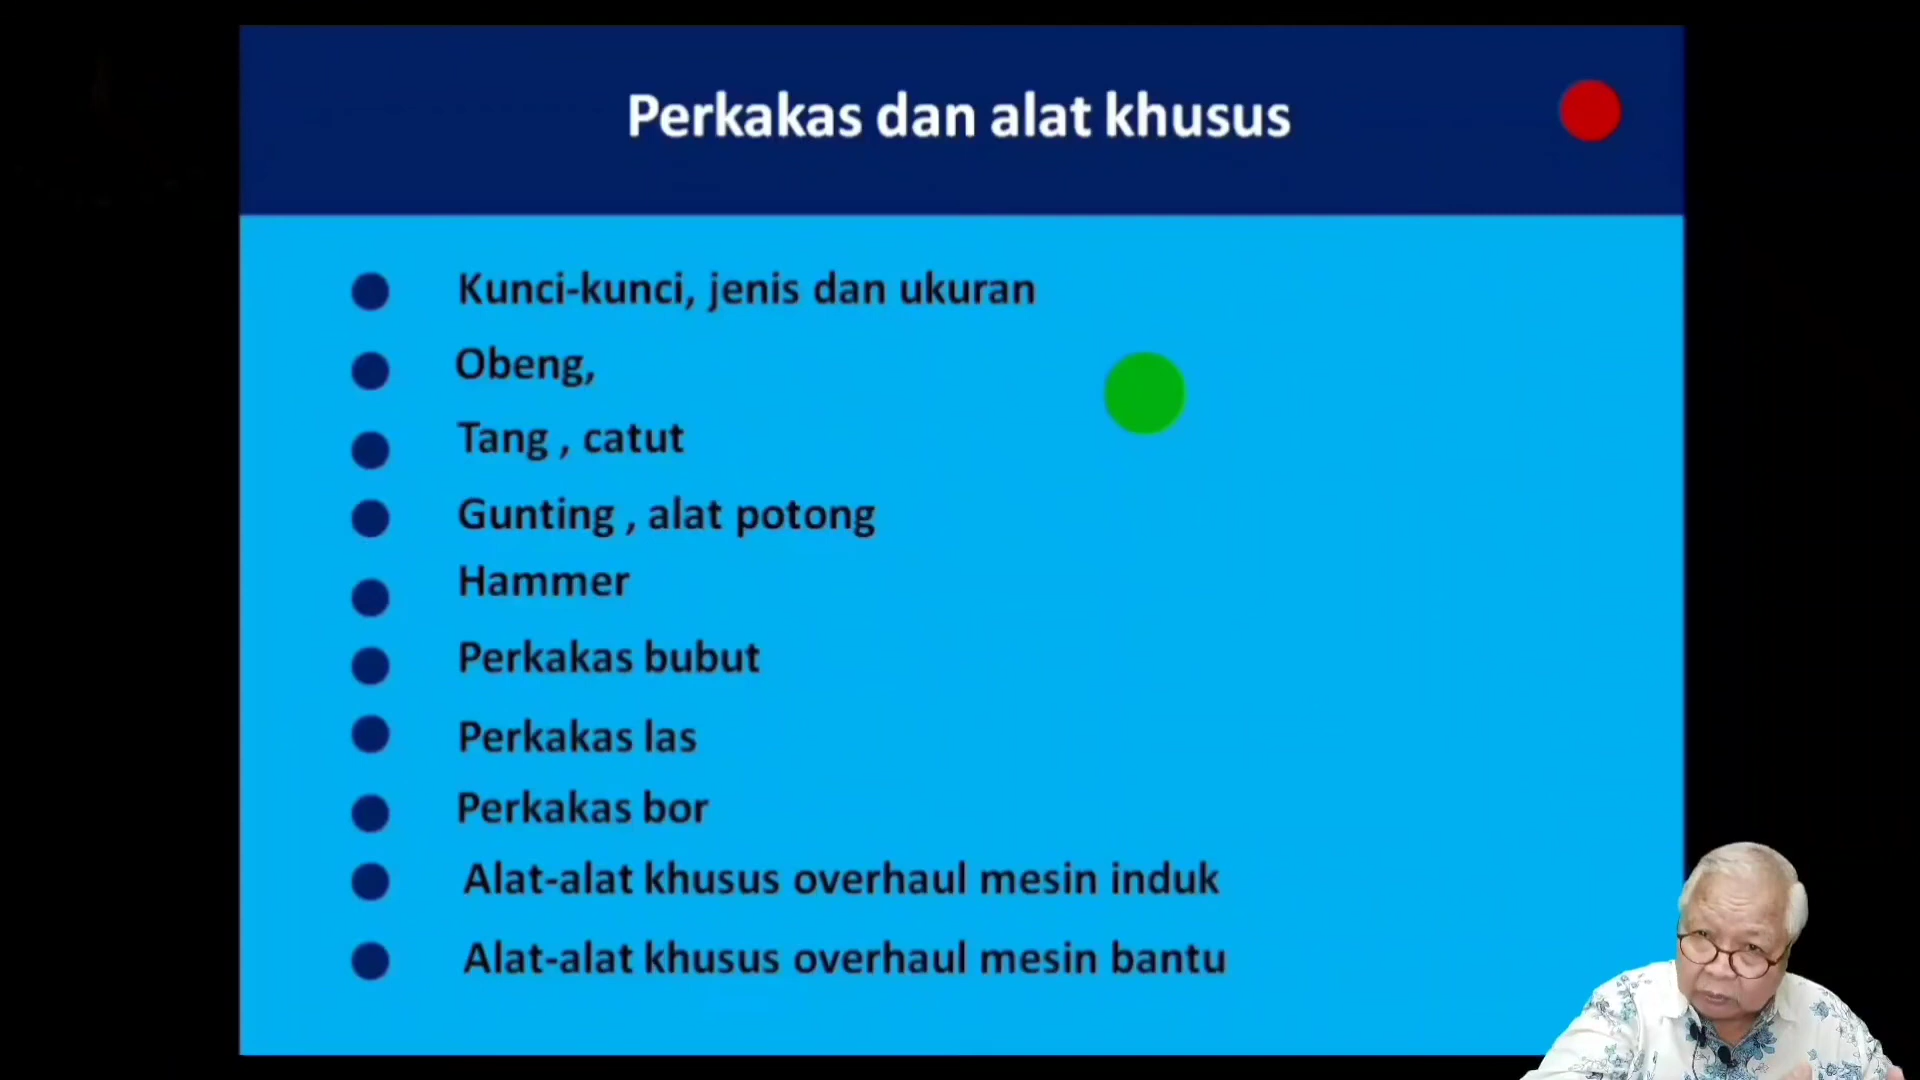 Perkakas dan alat khusus
Kunci-kunci, jenis dan ukuran
Obeng,
Tang , catut
Gunting , alat potong
Hammer
Perkakas bubut
Perkakas las
Perkakas bor
Alat-alat khusus overhaul mesin induk
Alat-alat khusus overhaul mesin bantu